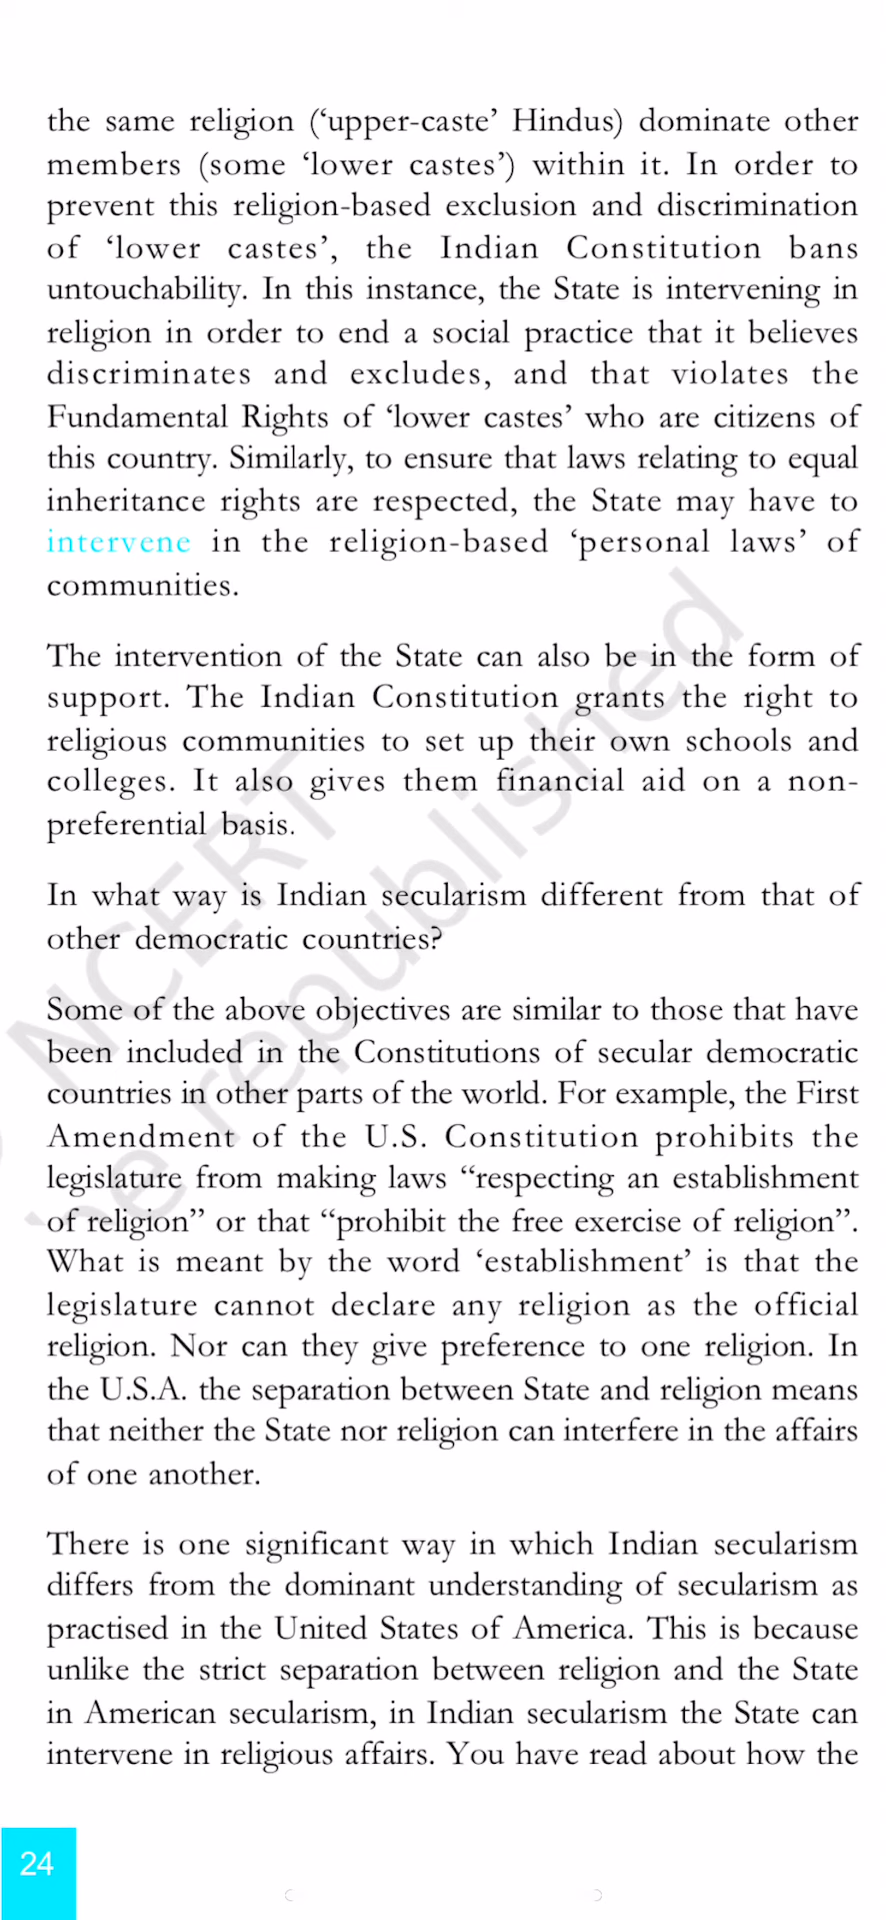 the same religion (‘upper-caste’ Hindus) dominate other
members (some ‘lower castes’) within it. In order to
prevent this religion-based exclusion and discrimination
of ‘lower castes’, the Indian Constitution bans
untouchability. In this instance, the State is intervening in
religion in order to end a social practice that it believes
discriminates and excludes, and that violates the
Fundamental Rights of ‘lower castes’ who are citizens of
this country. Similarly, to ensure that laws relating to equal
inheritance rights are respected, the State may have to
intervene in the religion-based ‘personal laws’ of
communities.
The intervention of the State can also be in the form of
support. The Indian Constitution grants the right to
religious communities to set up their own schools and
colleges. It also gives them financial aid on a non-
preferential basis.
In what way is Indian secularism different from that of
other democratic countries?
Some of the above objectives are similar to those that have
been included in the Constitutions of secular democratic
countries in other parts of the world. For example, the First
Amendment of the U.S. Constitution prohibits the
legislature from making laws “respecting an establishment
of religion” or that “prohibit the free exercise of religion”.
What is meant by the word ‘establishment’ is that the
legislature cannot declare any religion as the official
religion. Nor can they give preference to one religion. In
the U.S.A. the separation between State and religion means
that neither the State nor religion can interfere in the affairs
of one another.
There is one significant way in which Indian secularism
differs from the dominant understanding of secularism as
practised in the United States of America. This is because
unlike the strict separation between religion and the State
in American secularism, in Indian secularism the State can
intervene in religious affairs. You have read about how the
24
NCERT
be republished